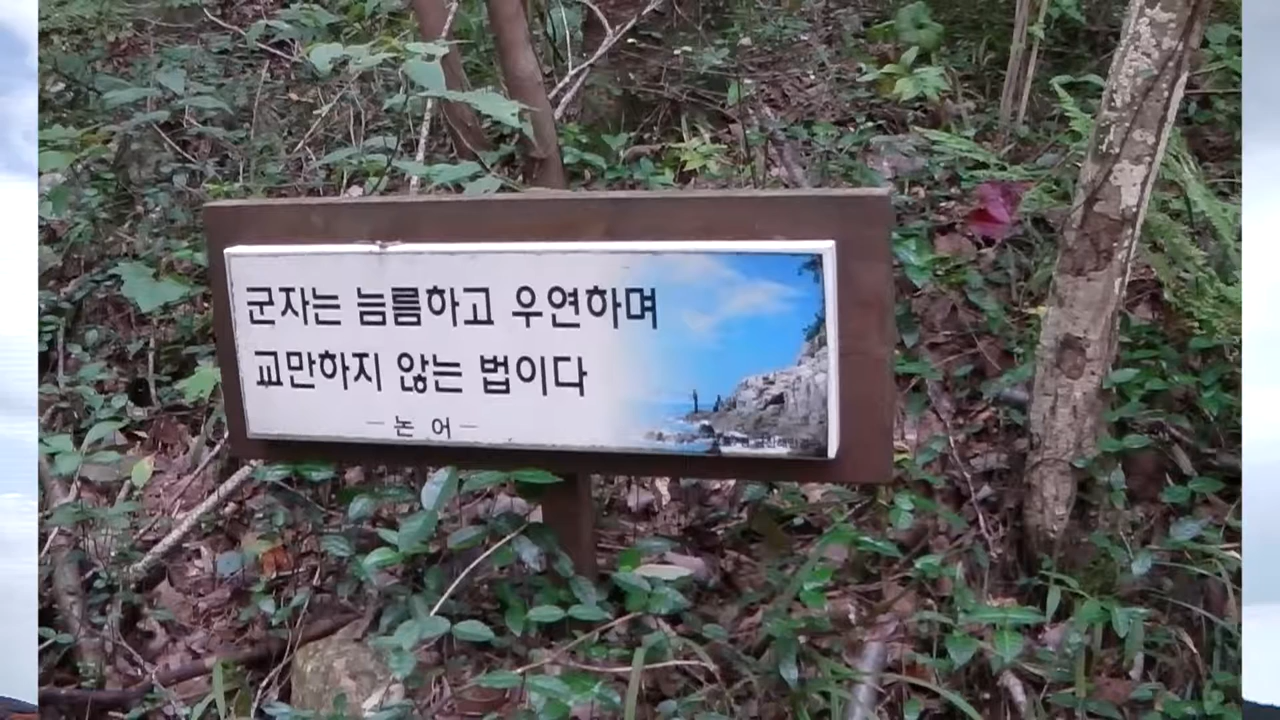 군자는 늠름하고 우연하며
교만하지 않는 법이다
─ 논 어 ─